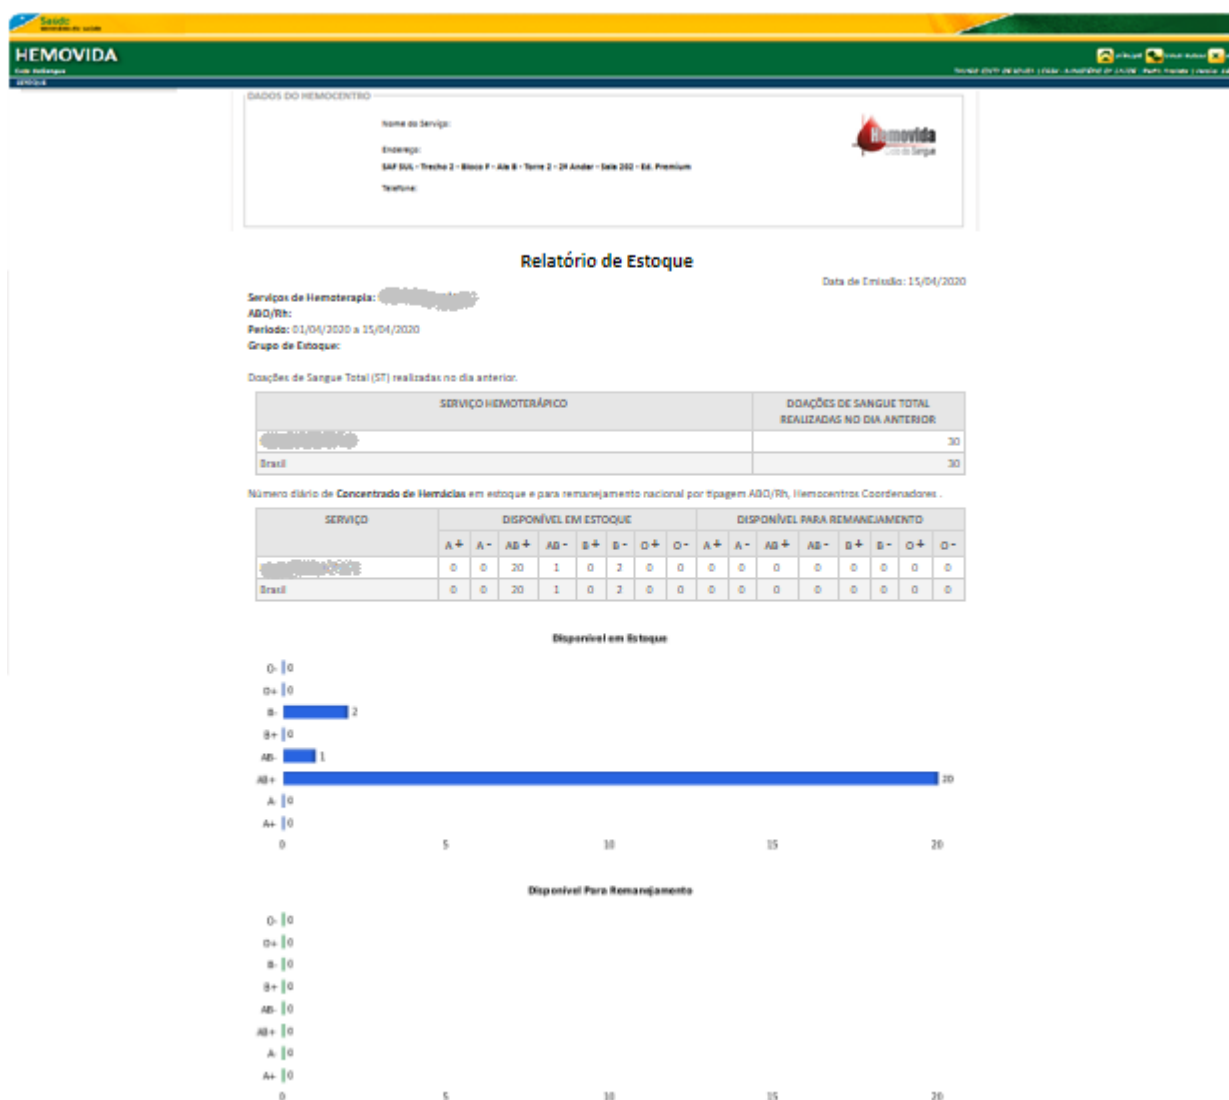 Saúde
HEMOVIDA
Ciclo do Sangue
ESTOQUE
DADOS DO HEMOCENTRO
Nome do Serviço:
Endereço:
SAF SUL - Trecho 2 - Bloco F - Ala B - Torre 2 - 2º Andar - Sala 202 - Ed. Premium
Telefone:
Hemovida
Ciclo do Sangue
Relatório de Estoque
Data de Emissão: 15/04/2020
Serviços de Hemoterapia:
ABO/Rh:
Período: 01/04/2020 a 15/04/2020
Grupo de Estoque:
Doações de Sangue Total (ST) realizadas no dia anterior.
SERVIÇO HEMOTERÁPICO DOAÇÕES DE SANGUE TOTAL
REALIZADAS NO DIA ANTERIOR
30
Brasil 30
Número diário de Concentrado de Hemácias em estoque e para remanejamento nacional por tipagem ABO/Rh, Hemocentros Coordenadores .
SERVIÇO DISPONÍVEL EM ESTOQUE DISPONÍVEL PARA REMANEJAMENTO
A+ A- AB+ AB- B+ B- O+ O- A+ A- AB+ AB- B+ B- O+ O-
0 0 20 1 0 2 0 0 0 0 0 0 0 0 0 0
Brasil 0 0 20 1 0 2 0 0 0 0 0 0 0 0 0 0
Disponivel em Estoque
O- 0
O+ 0
B- 2
B+ 0
AB- 1
AB+ 20
A- 0
A+ 0
0 5 10 15 20
Disponivel Para Remanejamento
O- 0
O+ 0
B- 0
B+ 0
AB- 0
AB+ 0
A- 0
A+ 0
0 5 10 15 20